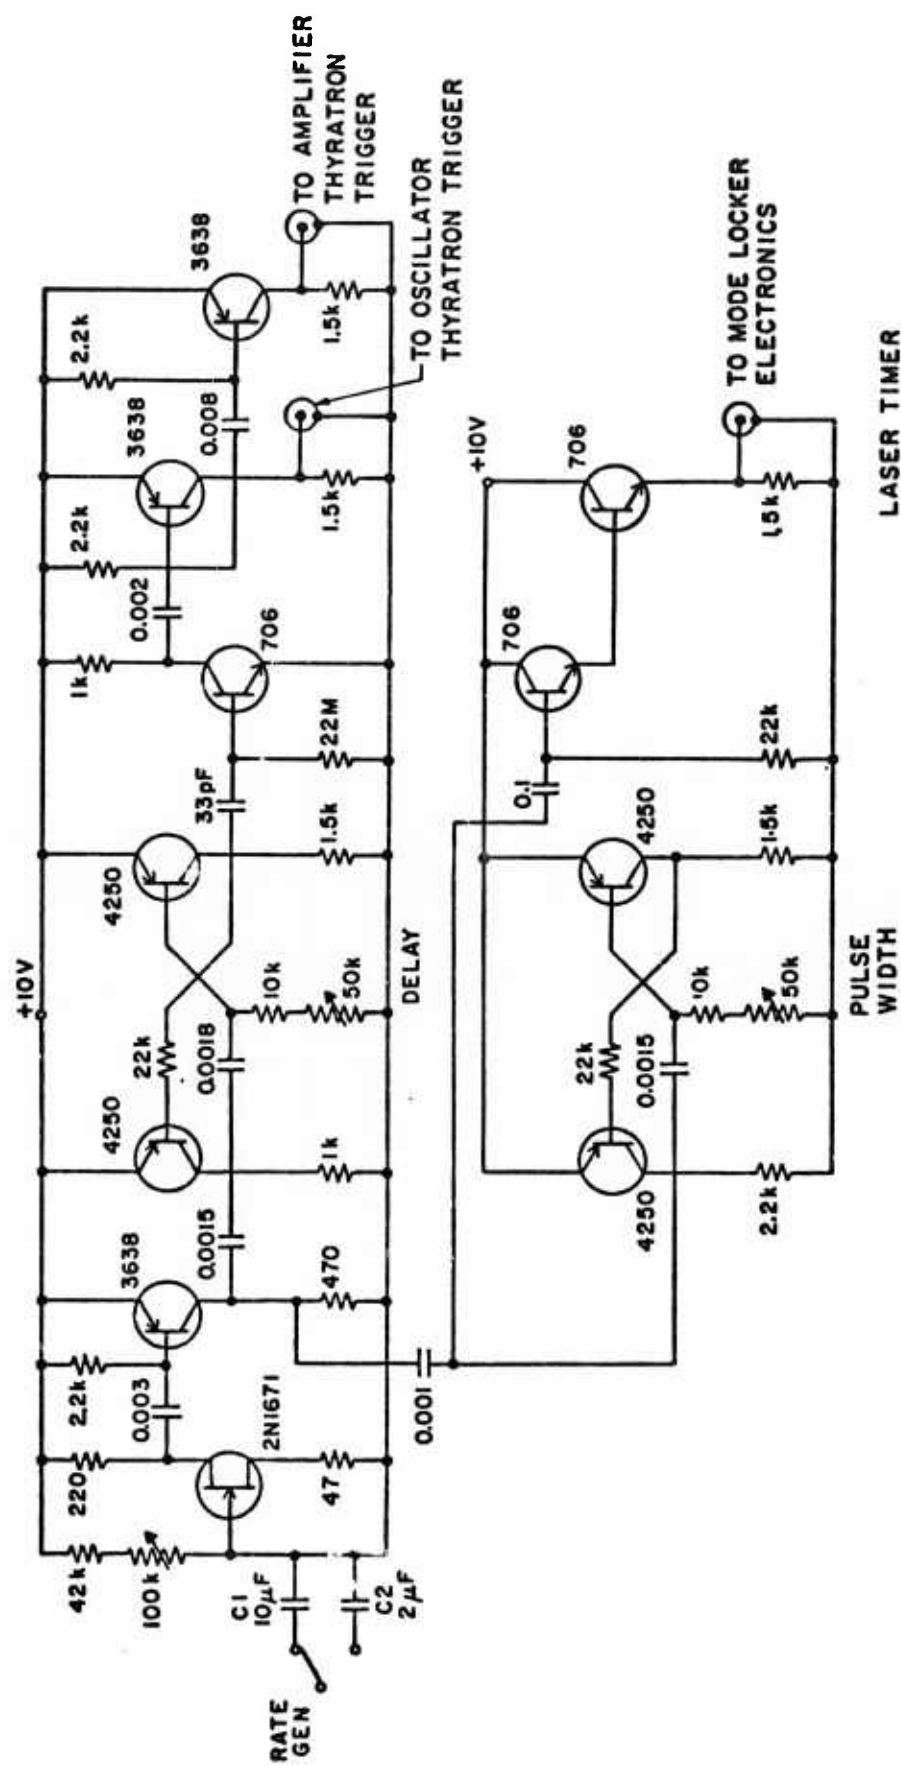 +10V
42k
100k
220
2.2k
0.003
3638
4250
22k
4250
1k
0.002
2.2k
3638
2.2k
3638
0.008
C1
10µF
C2
2µF
RATE
GEN
2N1671
47
470
0.0015
0.0018
1k
10k
50k
DELAY
33pF
1.5k
22M
706
1.5k
1.5k
TO AMPLIFIER
THYRATRON
TRIGGER
TO OSCILLATOR
THYRATRON TRIGGER
0.001
+10V
4250
2.2k
22k
0.0015
4250
10k
50k
PULSE
WIDTH
1.5k
0.1
22k
706
706
1.5k
TO MODE LOCKER
ELECTRONICS
LASER TIMER